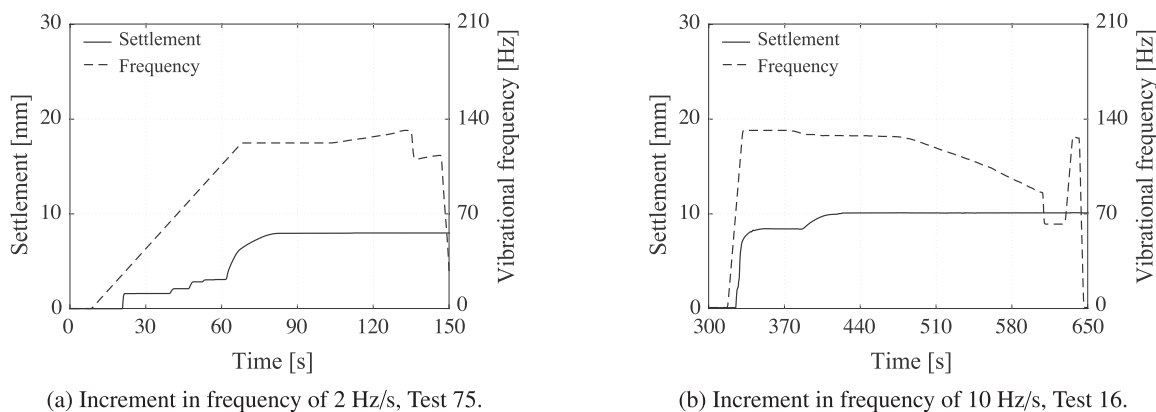 30
20
10
0
Settlement [mm]
Settlement
Frequency
210
140
70
0
Vibrational frequency [Hz]
0 30 60 90 120 150
Time [s]
(a) Increment in frequency of 2 Hz/s, Test 75.
30
20
10
0
Settlement [mm]
Settlement
Frequency
210
140
70
0
Vibrational frequency [Hz]
300 370 440 510 580 650
Time [s]
(b) Increment in frequency of 10 Hz/s, Test 16.